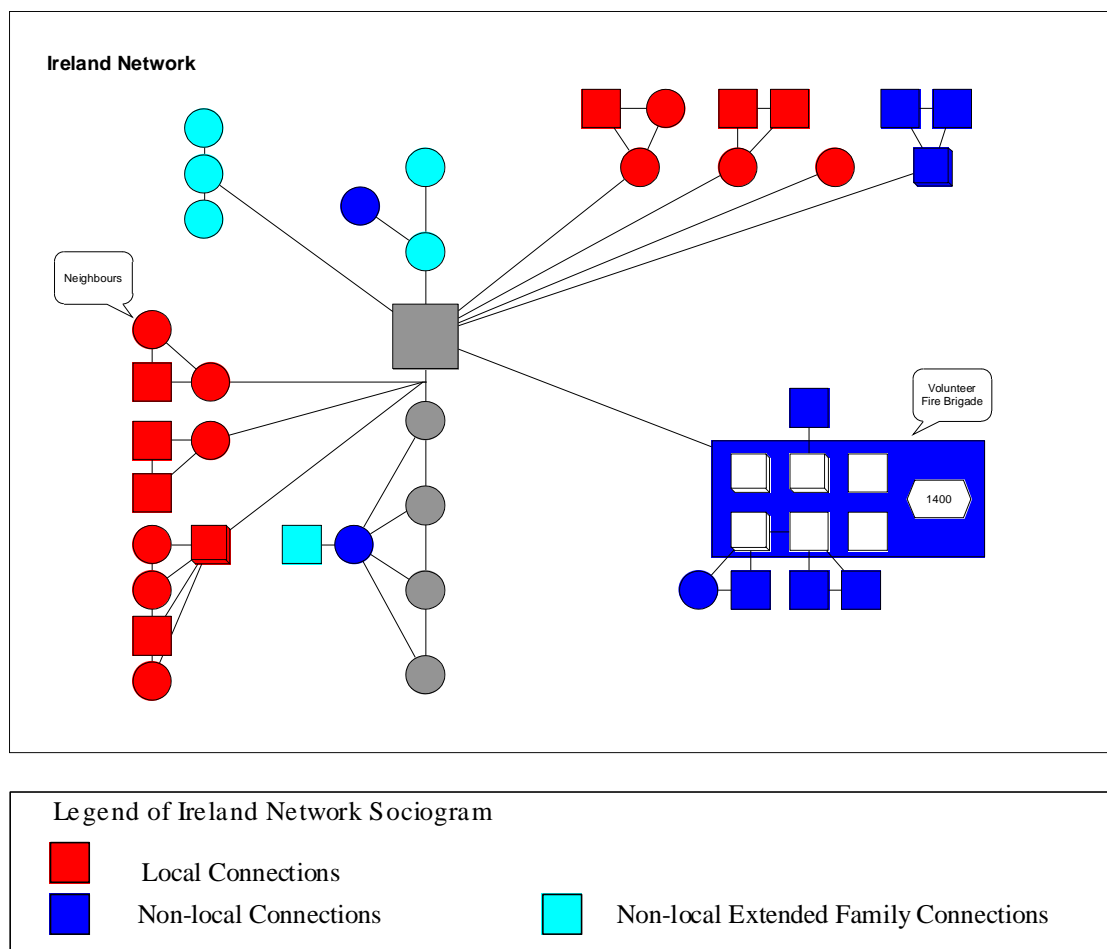 Ireland Network
Neighbours
Volunteer
Fire Brigade
1400
Legend of Ireland Network Sociogram
Local Connections
Non-local Connections
Non-local Extended Family Connections